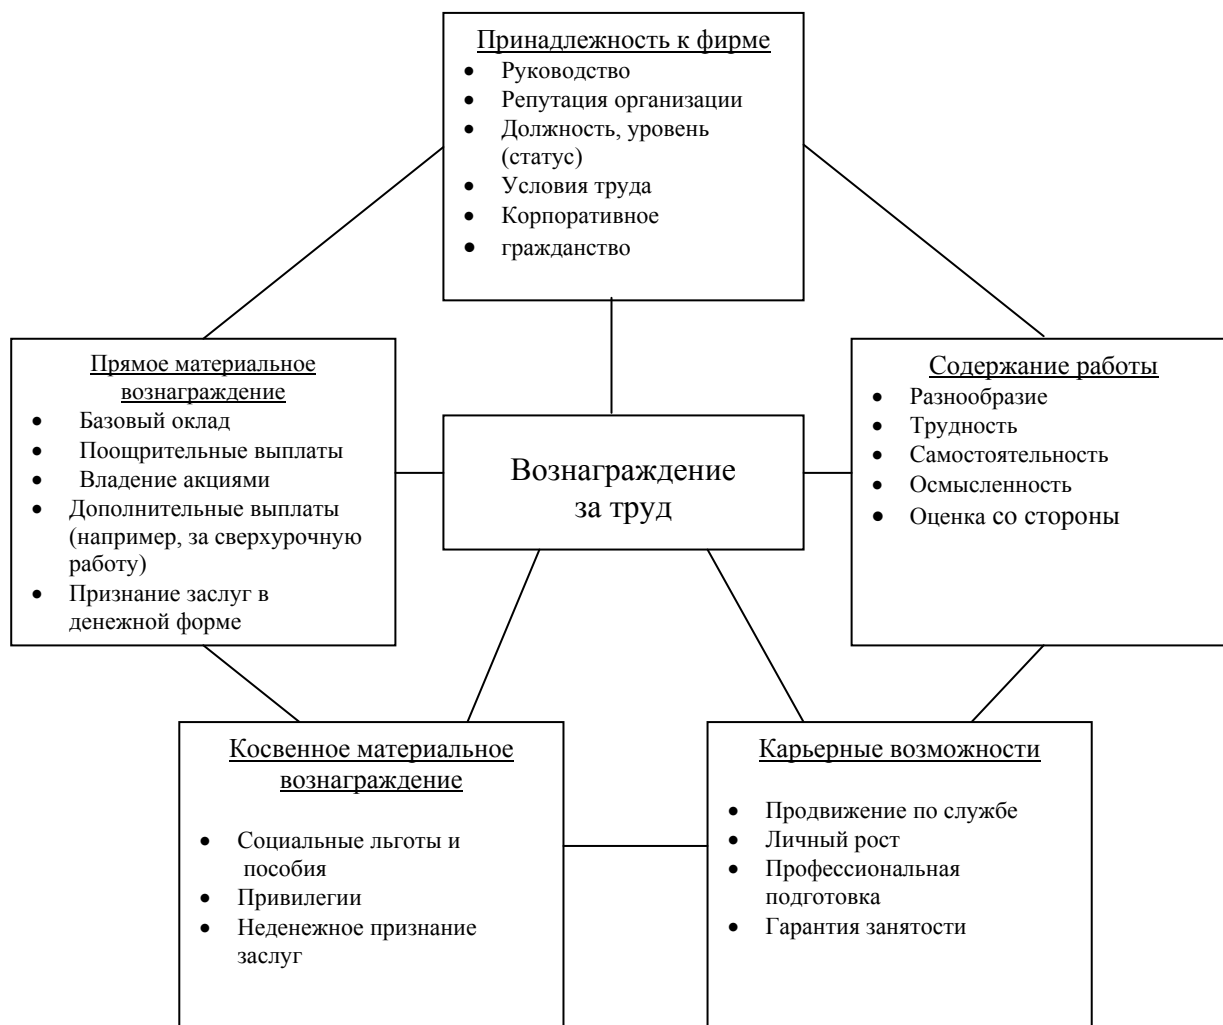 Принадлежность к фирме
• Руководство
• Репутация организации
• Должность, уровень
(статус)
• Условия труда
• Корпоративное
• гражданство
Прямое материальное
вознаграждение
• Базовый оклад
• Поощрительные выплаты
• Владение акциями
• Дополнительные выплаты
(например, за сверхурочную
работу)
• Признание заслуг в
денежной форме
Вознаграждение
за труд
Содержание работы
• Разнообразие
• Трудность
• Самостоятельность
• Осмысленность
• Оценка со стороны
Косвенное материальное
вознаграждение
• Социальные льготы и
пособия
• Привилегии
• Неденежное признание
заслуг
Карьерные возможности
• Продвижение по службе
• Личный рост
• Профессиональная
подготовка
• Гарантия занятости